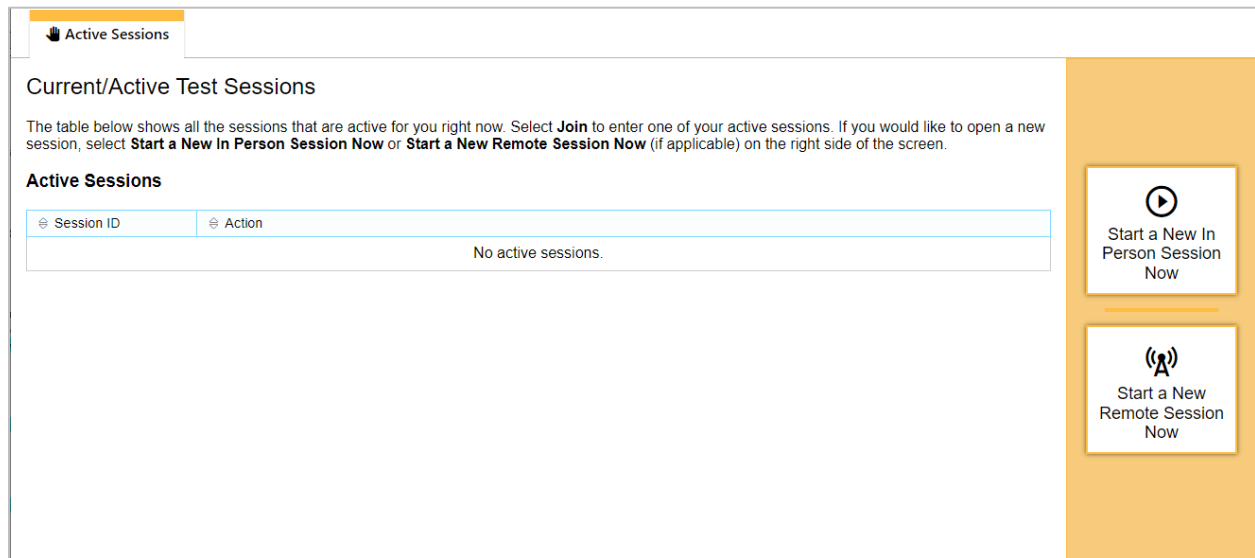 Active Sessions
Current/Active Test Sessions
The table below shows all the sessions that are active for you right now. Select Join to enter one of your active sessions. If you would like to open a new
session, select Start a New In Person Session Now or Start a New Remote Session Now (if applicable) on the right side of the screen.
Active Sessions
Session ID Action
No active sessions.
Start a New In
Person Session
Now
Start a New
Remote Session
Now